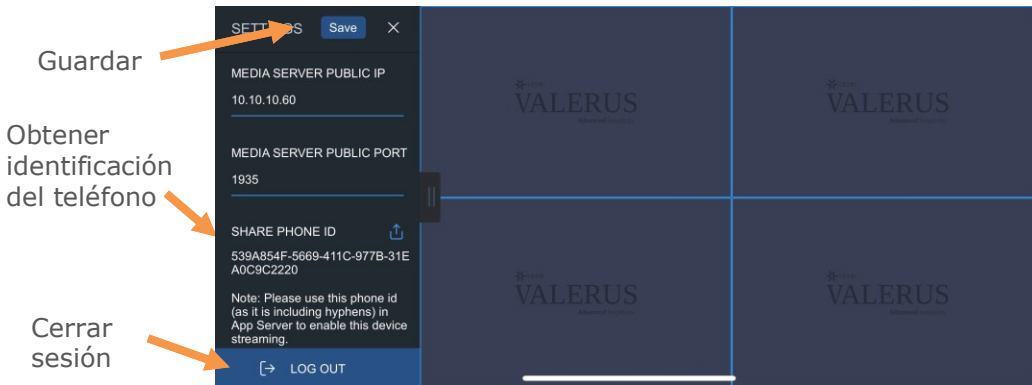 Guardar
Obtener
identificación
del teléfono
Cerrar
sesión
SETTINGS
Save
MEDIA SERVER PUBLIC IP
10.10.10.60
MEDIA SERVER PUBLIC PORT
1935
SHARE PHONE ID
539A854F-5669-411C-977B-31E
A0C9C2220
Note: Please use this phone id
(as it is including hyphens) in
App Server to enable this device
streaming.
LOG OUT
VALERUS
VALERUS
VALERUS
VALERUS